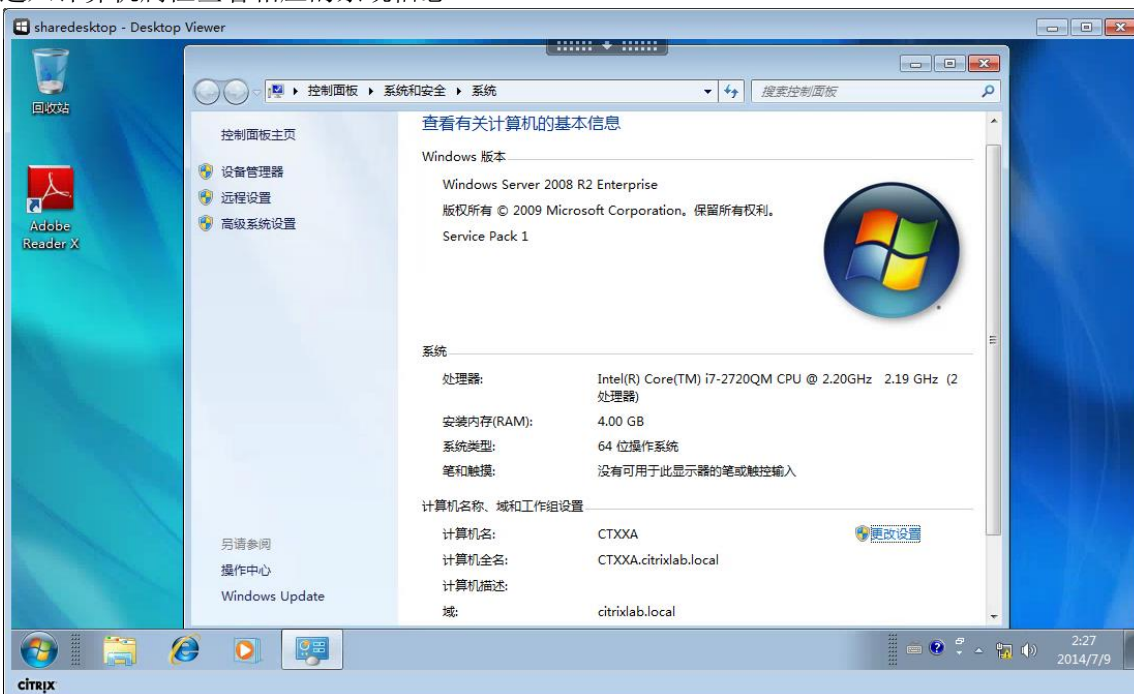 sharedesktop - Desktop Viewer
回收站
Adobe
Reader X
控制面板 ▸ 系统和安全 ▸ 系统
搜索控制面板
控制面板主页
设备管理器
远程设置
高级系统设置
另请参阅
操作中心
Windows Update
查看有关计算机的基本信息
Windows 版本
Windows Server 2008 R2 Enterprise
版权所有 © 2009 Microsoft Corporation。保留所有权利。
Service Pack 1
系统
处理器: Intel(R) Core(TM) i7-2720QM CPU @ 2.20GHz 2.19 GHz (2
处理器)
安装内存(RAM): 4.00 GB
系统类型: 64 位操作系统
笔和触摸: 没有可用于此显示器的笔或触控输入
计算机名称、域和工作组设置
计算机名: CTXXA 更改设置
计算机全名: CTXXA.citrixlab.local
计算机描述:
域: citrixlab.local
2:27
2014/7/9
CITRIX